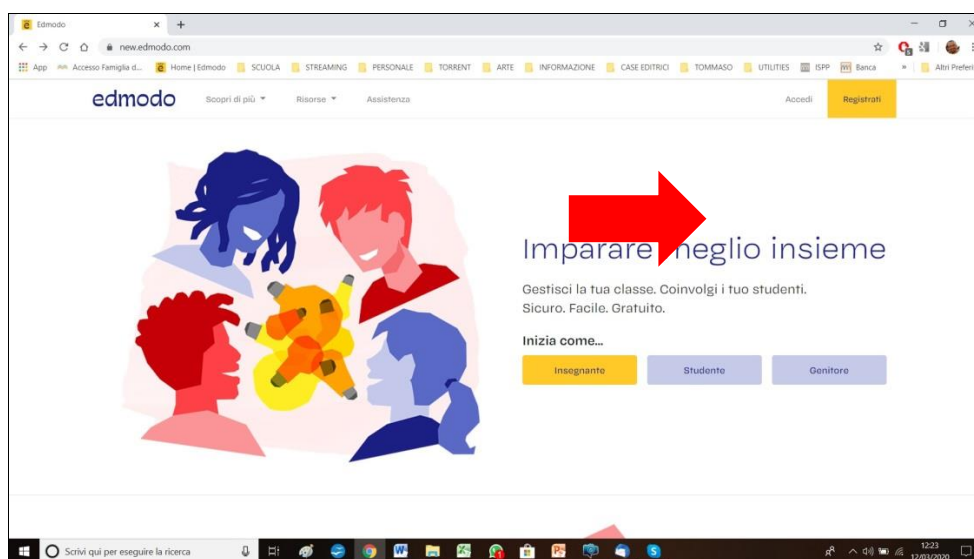 Edmodo
new.edmodo.com
App Accesso Famiglia d... Home | Edmodo SCUOLA STREAMING PERSONALE TORRENT ARTE INFORMAZIONE CASE EDITRICI TOMMASO UTILITIES ISPP Banca » Altri Preferi
edmodo Scopri di più Risorse Assistenza Accedi Registrati
Imparare meglio insieme
Gestisci la tua classe. Coinvolgi i tuo studenti.
Sicuro. Facile. Gratuito.
Inizia come...
Insegnante Studente Genitore
Scrivi qui per eseguire la ricerca
12:23
12/03/2020